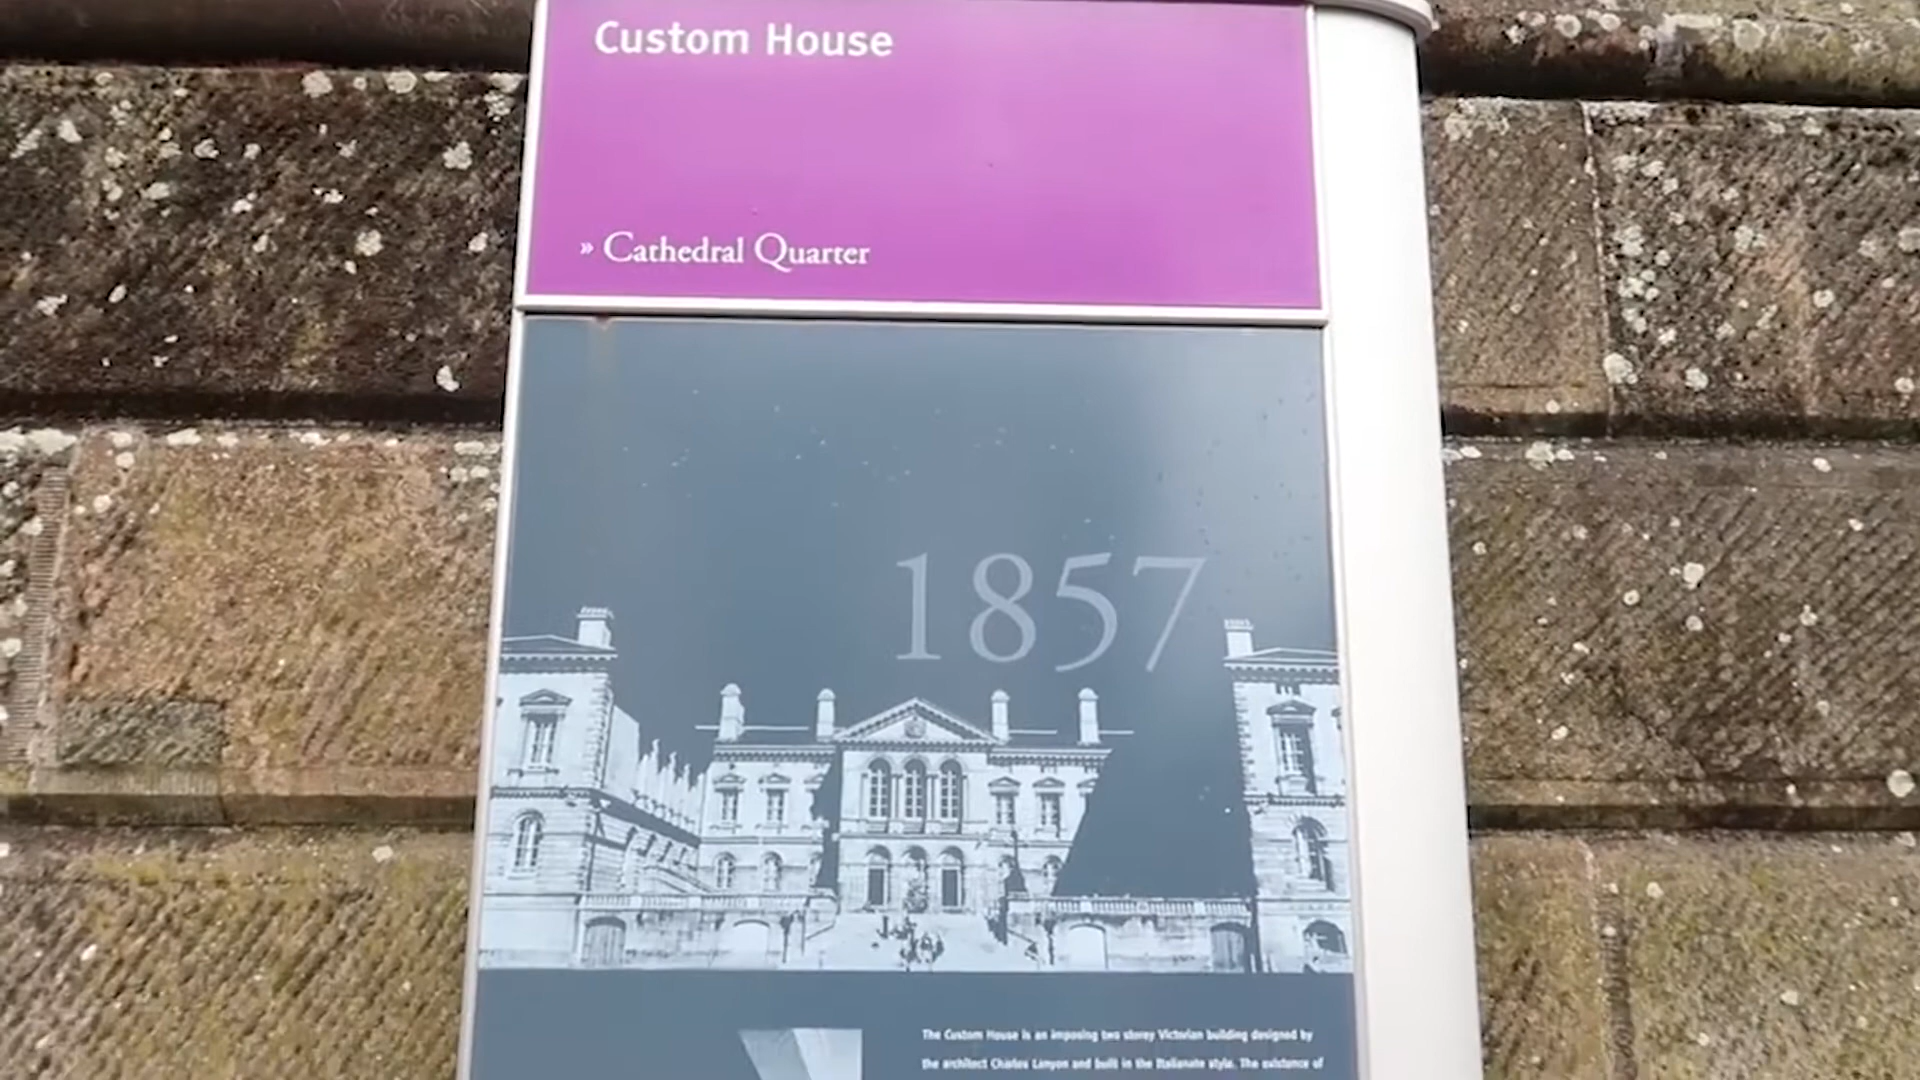 Custom House
» Cathedral Quarter
1857
The Custom House is an imposing two storey Victorian building designed by
the architect Charles Lanyon and built in the Italianate style. The existence of